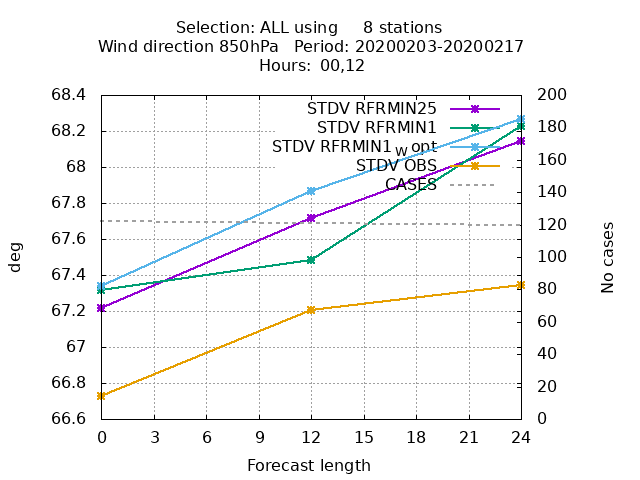 Selection: ALL using     8 stations
Wind direction 850hPa   Period: 20200203-20200217
Hours:  00,12
68.4
68.2
68
67.8
67.6
67.4
67.2
67
66.8
66.6
deg
STDV RFRMIN25
STDV RFRMIN1
STDV RFRMIN1_w opt
STDV OBS
CASES
200
180
160
140
120
100
80
60
40
20
0
No cases
0 3 6 9 12 15 18 21 24
Forecast length